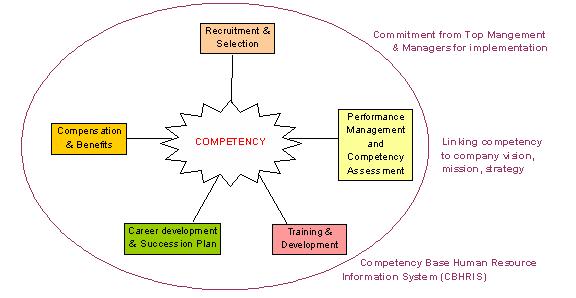 Recruitment &
Selection
Commitment from Top Mangement
& Managers for implementation
Compensation
& Benefits
COMPETENCY
Performance
Management
and
Competency
Assessment
Linking competency
to company vision,
mission, strategy
Career development
& Succession Plan
Training &
Development
Competency Base Human Resource
Information System (CBHRIS)